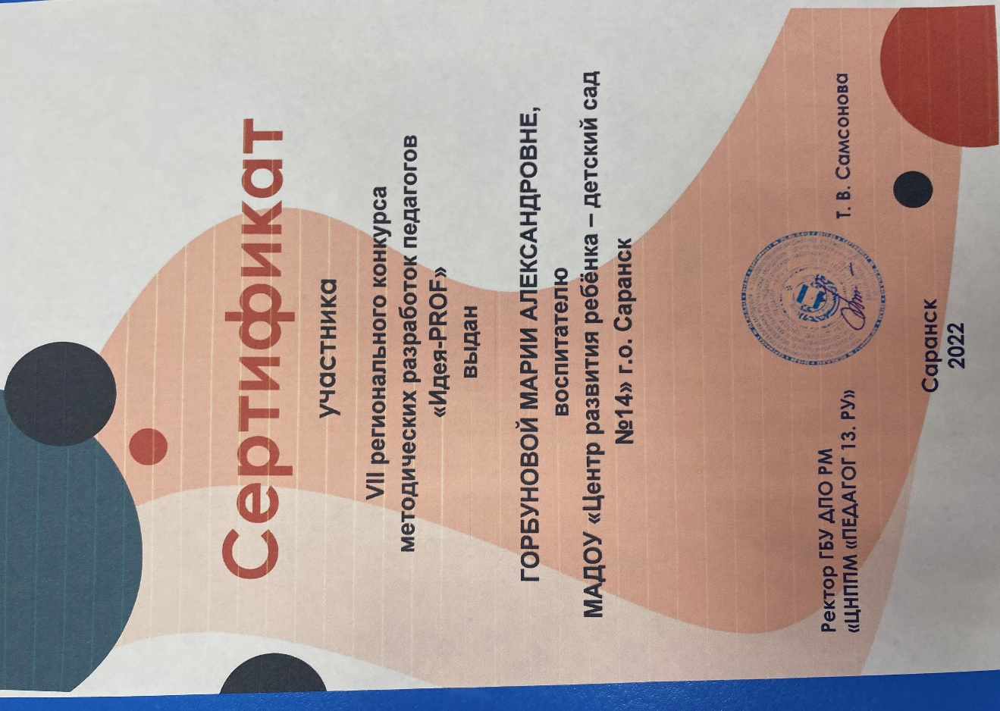 Сертификат
участника
VII регионального конкурса
методических разработок педагогов
«Идея-PROF»
выдан
ГОРБУНОВОЙ МАРИИ АЛЕКСАНДРОВНЕ,
воспитателю
МАДОУ «Центр развития ребёнка – детский сад
№14» г.о. Саранск
Ректор ГБУ ДПО РМ
«ЦНППМ «ПЕДАГОГ 13. РУ»
Т. В. Самсонова
Саранск
2022